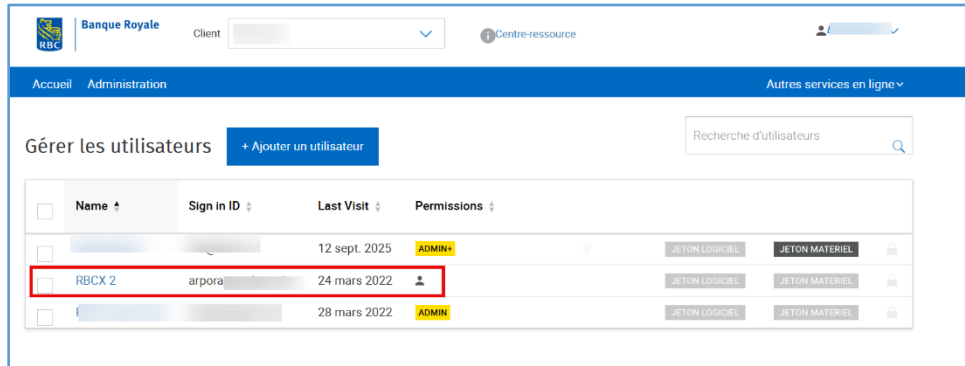 Banque Royale
RBC
Client
Centre-ressource
Accueil Administration Autres services en ligne
Gérer les utilisateurs + Ajouter un utilisateur Recherche d'utilisateurs
Name Sign in ID Last Visit Permissions
12 sept. 2025 ADMIN+ JETON LOGICIEL JETON MATERIEL
RBCX 2 arpora 24 mars 2022 JETON LOGICIEL JETON MATERIEL
28 mars 2022 ADMIN JETON LOGICIEL JETON MATERIEL